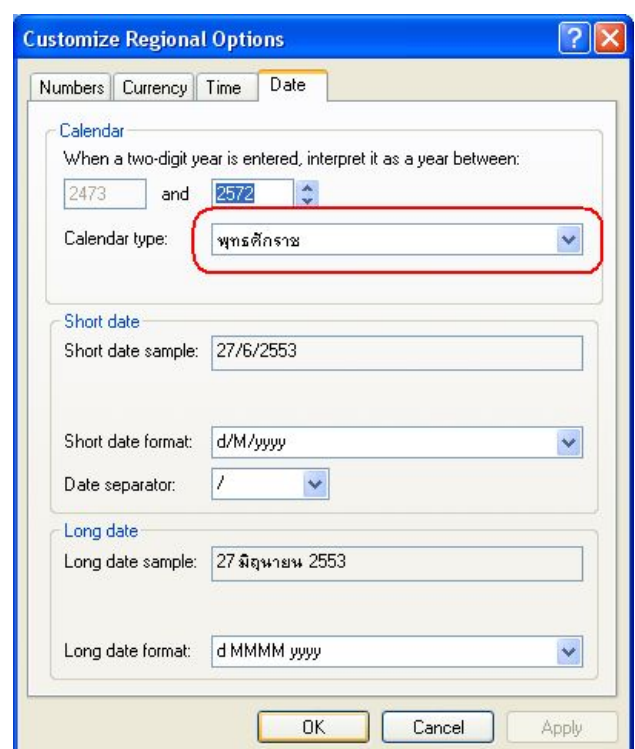 Customize Regional Options
Numbers Currency Time Date
Calendar
When a two-digit year is entered, interpret it as a year between:
2473 and 2572
Calendar type: พุทธศักราช
Short date
Short date sample: 27/6/2553
Short date format: d/M/yyyy
Date separator: /
Long date
Long date sample: 27 มิถุนายน 2553
Long date format: d MMMM yyyy
OK Cancel Apply